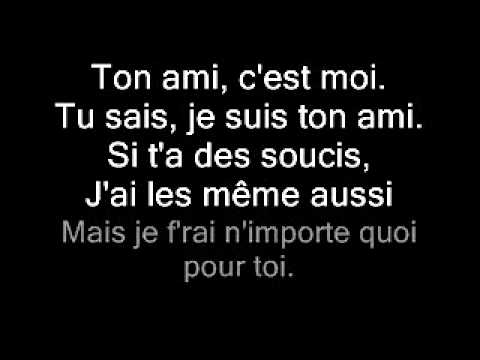 Ton ami, c'est moi.
Tu sais, je suis ton ami.
Si t'a des soucis,
J'ai les même aussi
Mais je f'rai n'importe quoi
pour toi.